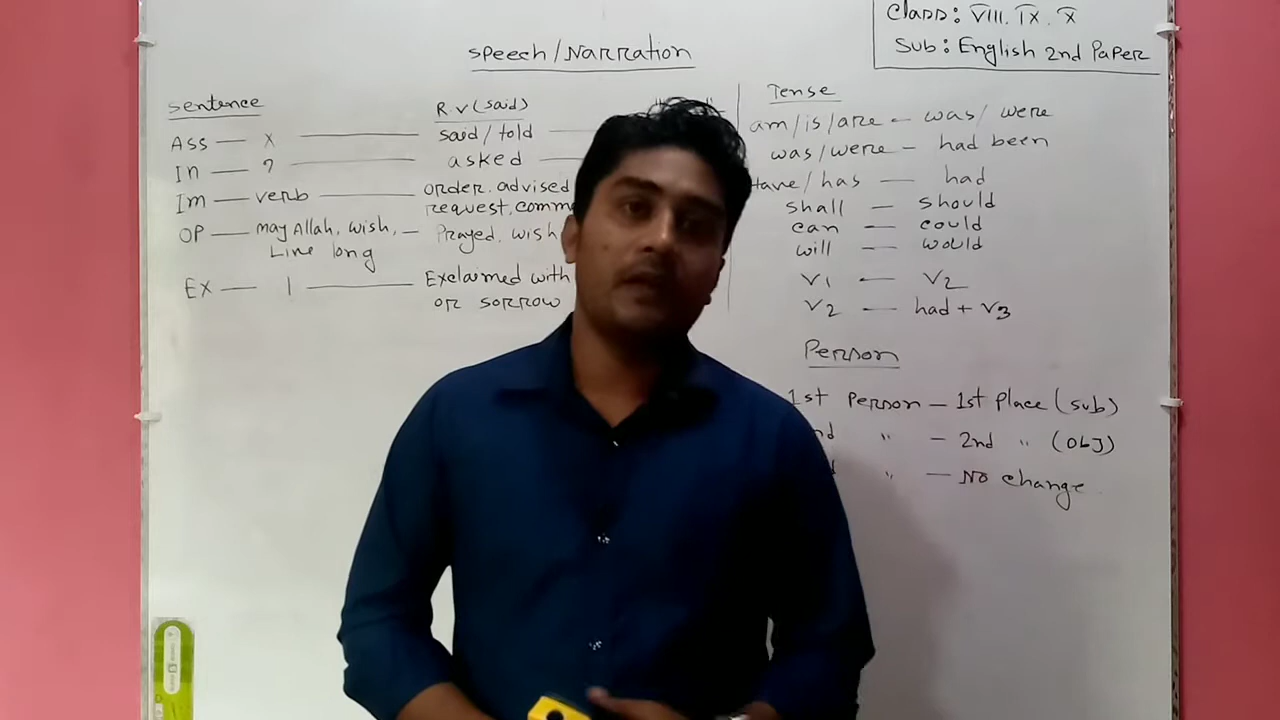 Class: VIII. IX. X
Sub: English 2nd Paper
Speech/Narration
Sentence
R.V (said)
Ass — x — said/told —
In — ? — asked —
Im — verb — order. advised
request, comm
OP — may Allah, wish, — Prayed. wish
Live long
Ex — | — Exclaimed with
or sorrow
Tense
am/is/are — was/were
was/were — had been
Have/has — had
shall — should
can — could
will — would
V1 — V2
V2 — had + V3
Person
1st Person — 1st Place (sub)
nd " — 2nd " (obj)
" — No change